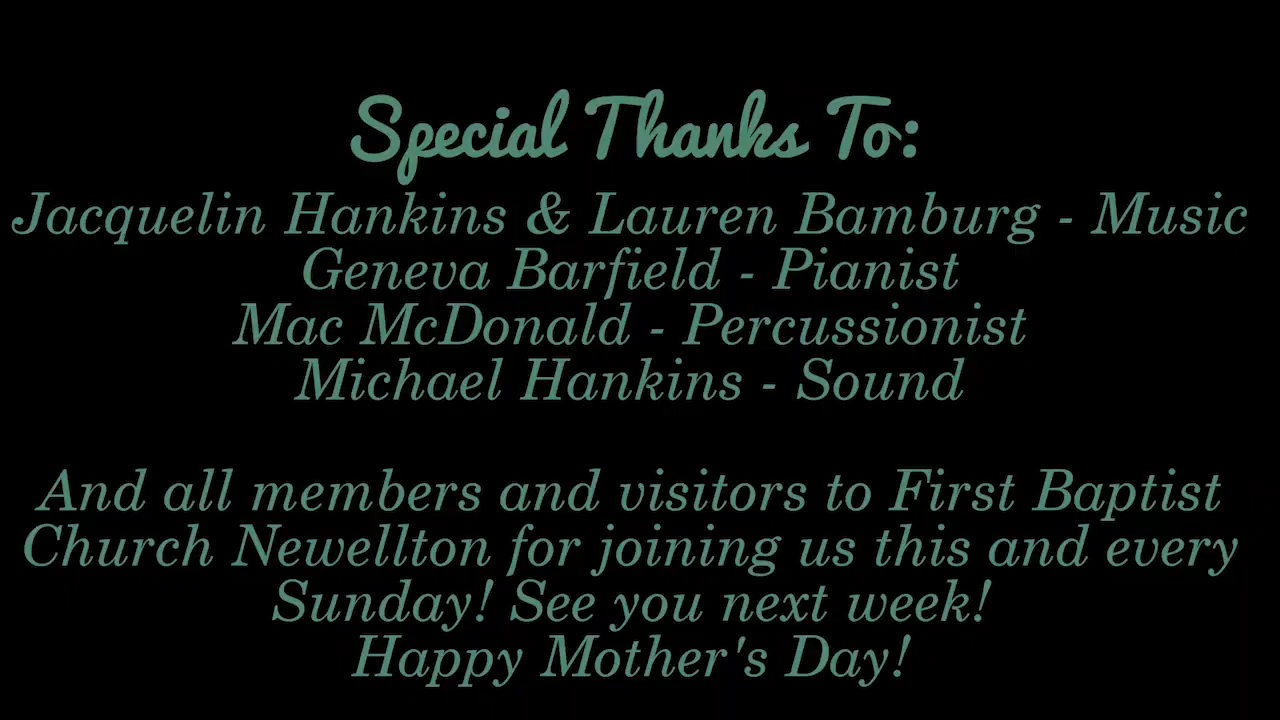 Special Thanks To:
Jacquelin Hankins & Lauren Bamburg - Music
Geneva Barfield - Pianist
Mac McDonald - Percussionist
Michael Hankins - Sound
And all members and visitors to First Baptist
Church Newellton for joining us this and every
Sunday! See you next week!
Happy Mother's Day!